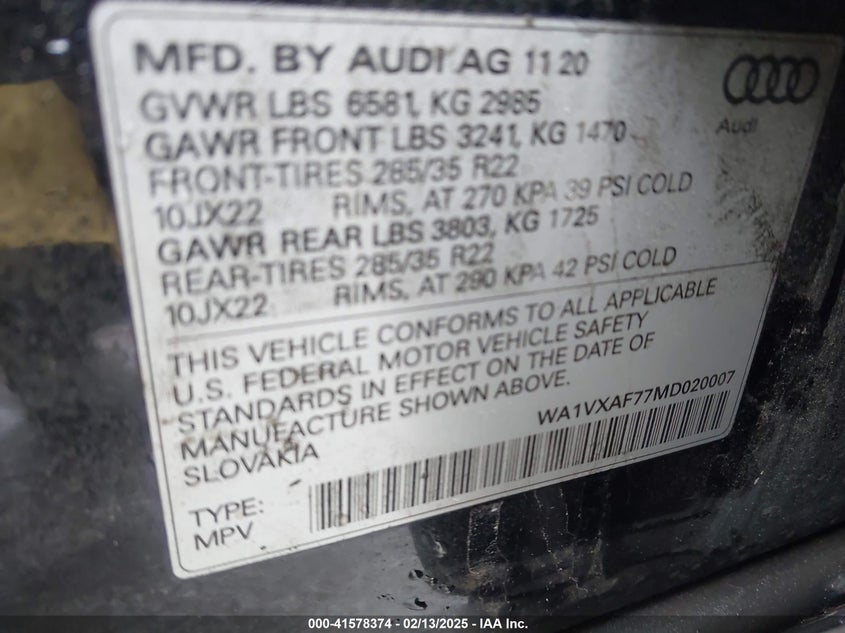 MFD. BY AUDI AG 11 20
GVWR LBS 6581, KG 2985
GAWR FRONT LBS 3241, KG 1470
FRONT-TIRES 285/35 R22
10JX22 RIMS, AT 270 KPA 39 PSI COLD
GAWR REAR LBS 3803, KG 1725
REAR-TIRES 285/35 R22
10JX22 RIMS, AT 290 KPA 42 PSI COLD
Audi
THIS VEHICLE CONFORMS TO ALL APPLICABLE
U.S. FEDERAL MOTOR VEHICLE SAFETY
STANDARDS IN EFFECT ON THE DATE OF
MANUFACTURE SHOWN ABOVE.
SLOVAKIA
WA1VXAF77MD020007
TYPE:
MPV
000-41578374 - 02/13/2025 - IAA Inc.